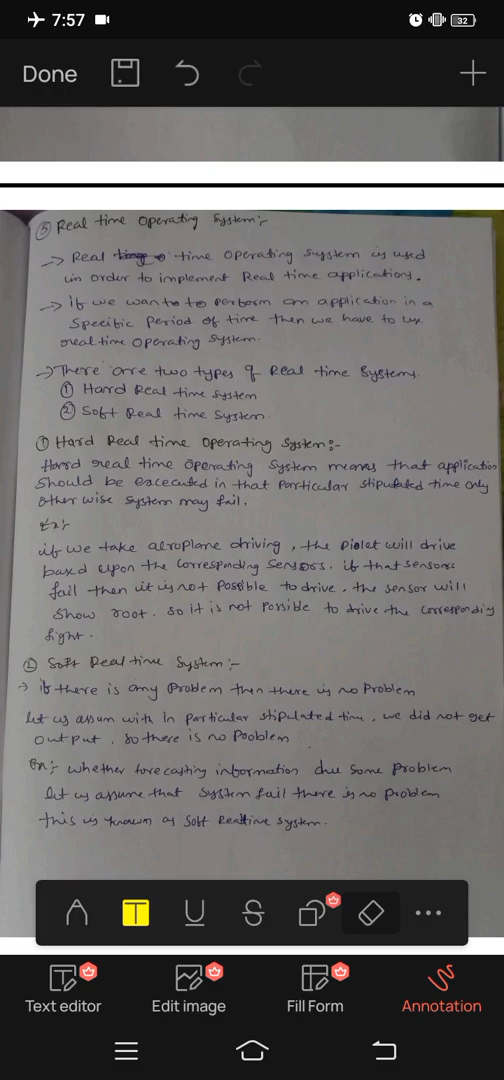 7:57
32
Done
⑤ Real time Operating System:-
→ Real time Operating System is used
in order to implement Real time applications.
→ if we want to perform an application in a
Specific Period of time then we have to use
real time Operating System.
→ There are two types of Real time Systems.
① Hard Real time System
② Soft Real time System.
① Hard Real time Operating System:-
Hard real time Operating System means that application
should be excecuted in that Particular stipulated time only
other wise System may fail.
Ex:-
if we take aeroplane driving, the Pilot will drive
based upon the corresponding sensors. if that sensors
fail then it is not Possible to drive. the sensor will
show root. so it is not Possible to drive the corresponding
fight.
② Soft Real time System:-
→ if there is any Problem then there is no Problem
let us assum with in Particular stipulated time, we did not get
output. so there is no Pooblem
Ex:- whether forecasting information due some Problem
let us assume that System fail there is no problem
this is known as Soft Realtime System.
T
U
S
Text editor
Edit image
Fill Form
Annotation